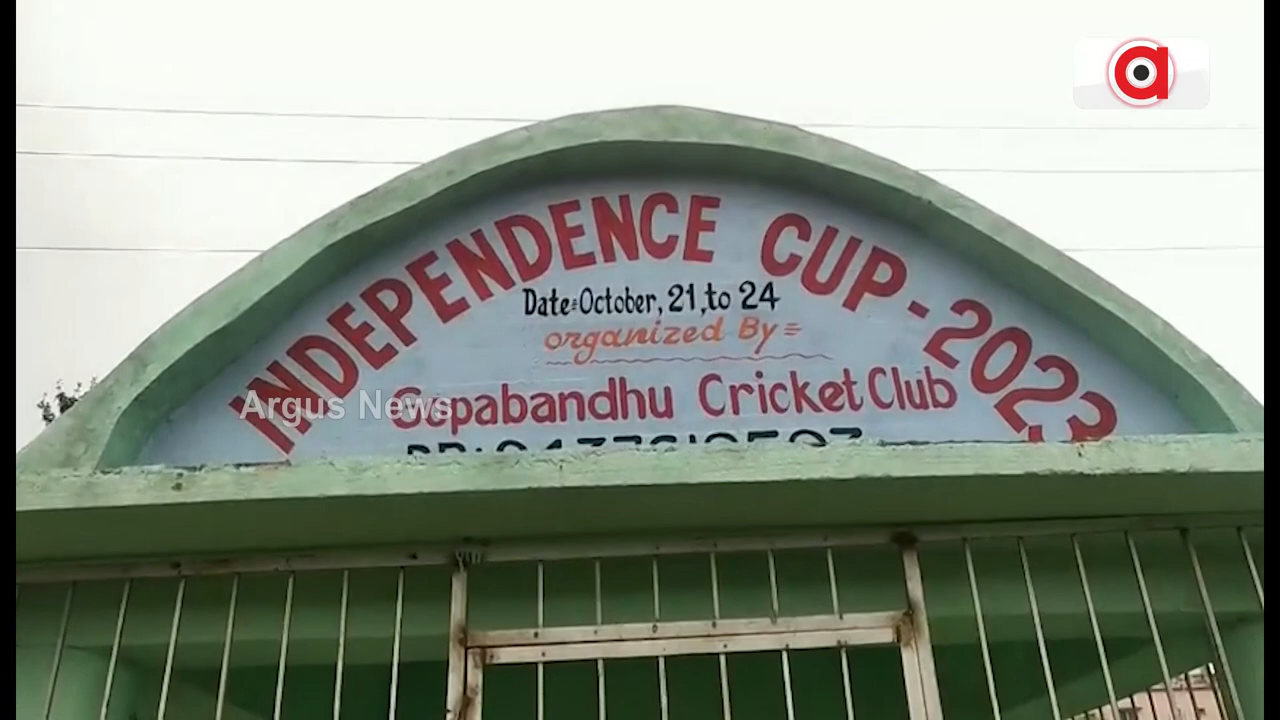 INDEPENDENCE CUP-2023
Date:October, 21, to 24
organized By
Cricket Club
Argus News